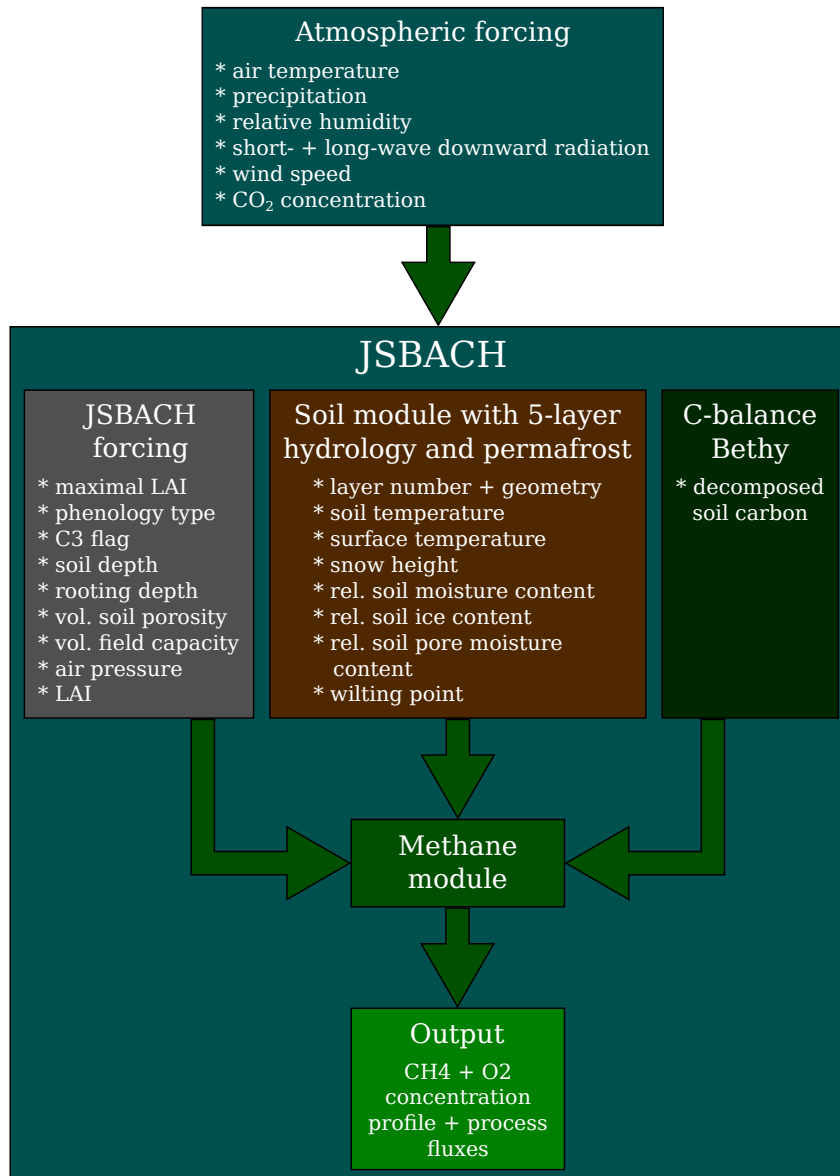 Atmospheric forcing
* air temperature
* precipitation
* relative humidity
* short- + long-wave downward radiation
* wind speed
* CO₂ concentration
JSBACH
JSBACH
forcing
* maximal LAI
* phenology type
* C3 flag
* soil depth
* rooting depth
* vol. soil porosity
* vol. field capacity
* air pressure
* LAI
Soil module with 5-layer
hydrology and permafrost
* layer number + geometry
* soil temperature
* surface temperature
* snow height
* rel. soil moisture content
* rel. soil ice content
* rel. soil pore moisture
content
* wilting point
C-balance
Bethy
* decomposed
soil carbon
Methane
module
Output
CH4 + O2
concentration
profile + process
fluxes